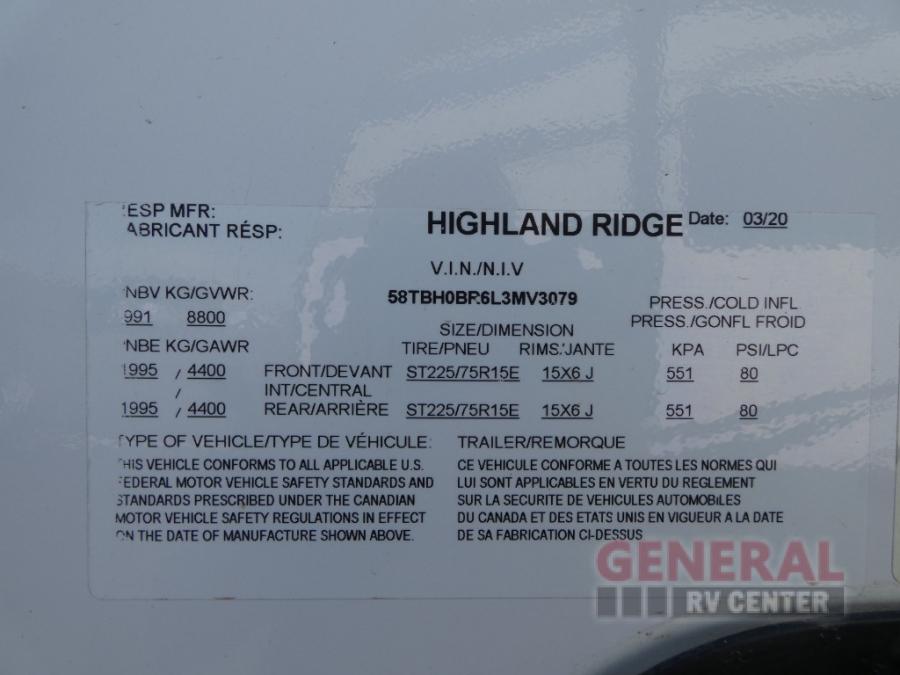 ESP MFR:
ABRICANT RÉSP:
HIGHLAND RIDGE Date: 03/20
V.I.N./N.I.V
58TBH0BR6L3MV3079
NBV KG/GVWR:
991 8800
PRESS./COLD INFL
PRESS./GONFL FROID
SIZE/DIMENSION
NBE KG/GAWR TIRE/PNEU RIMS/JANTE KPA PSI/LPC
1995 / 4400 FRONT/DEVANT ST225/75R15E 15X6 J 551 80
/ INT/CENTRAL
1995 / 4400 REAR/ARRIÈRE ST225/75R15E 15X6 J 551 80
TYPE OF VEHICLE/TYPE DE VÉHICULE: TRAILER/REMORQUE
THIS VEHICLE CONFORMS TO ALL APPLICABLE U.S.
FEDERAL MOTOR VEHICLE SAFETY STANDARDS AND
STANDARDS PRESCRIBED UNDER THE CANADIAN
MOTOR VEHICLE SAFETY REGULATIONS IN EFFECT
ON THE DATE OF MANUFACTURE SHOWN ABOVE.
CE VEHICULE CONFORME A TOUTES LES NORMES QUI
LUI SONT APPLICABLES EN VERTU DU REGLEMENT
SUR LA SECURITE DE VEHICULES AUTOMOBILES
DU CANADA ET DES ETATS UNIS EN VIGUEUR A LA DATE
DE SA FABRICATION CI-DESSUS
GENERAL
RV CENTER